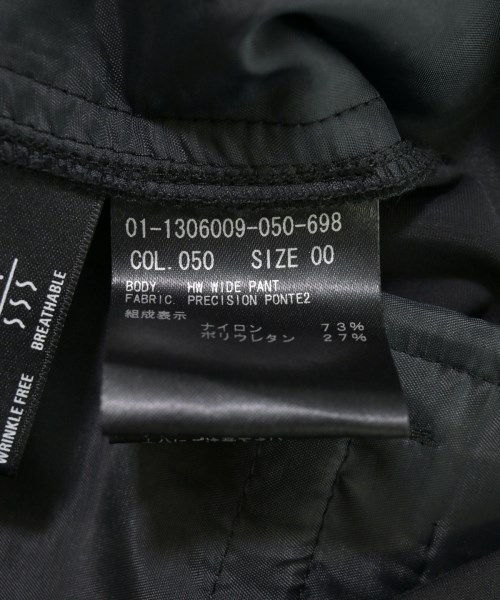 01-1306009-050-698
COL.050 SIZE 00
BODY. HW WIDE PANT
FABRIC. PRECISION PONTE2
組成表示
ナイロン 73%
ポリウレタン 27%
WRINKLE FREE
BREATHABLE